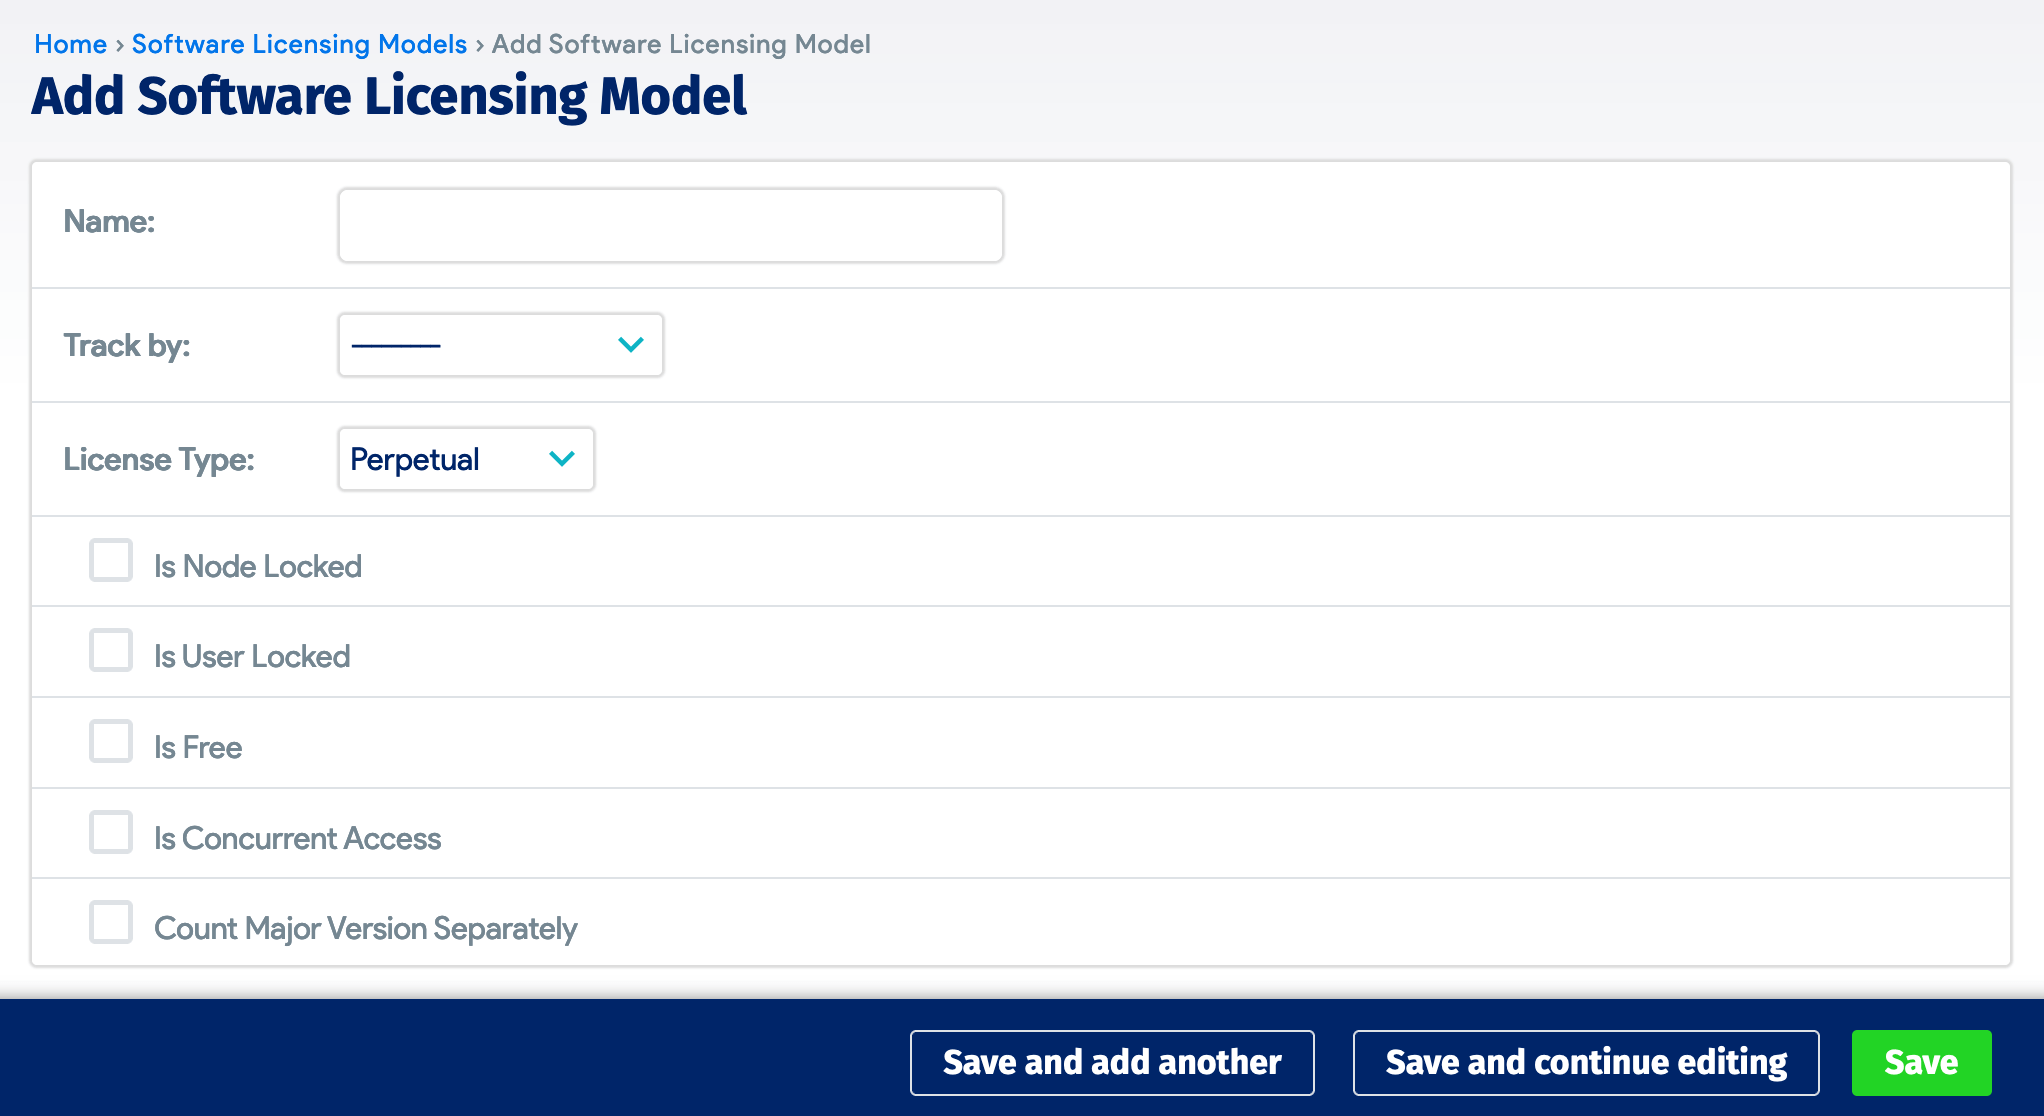 Home › Software Licensing Models › Add Software Licensing Model
Add Software Licensing Model
Name:
Track by: ---------
License Type: Perpetual
Is Node Locked
Is User Locked
Is Free
Is Concurrent Access
Count Major Version Separately
Save and add another Save and continue editing Save